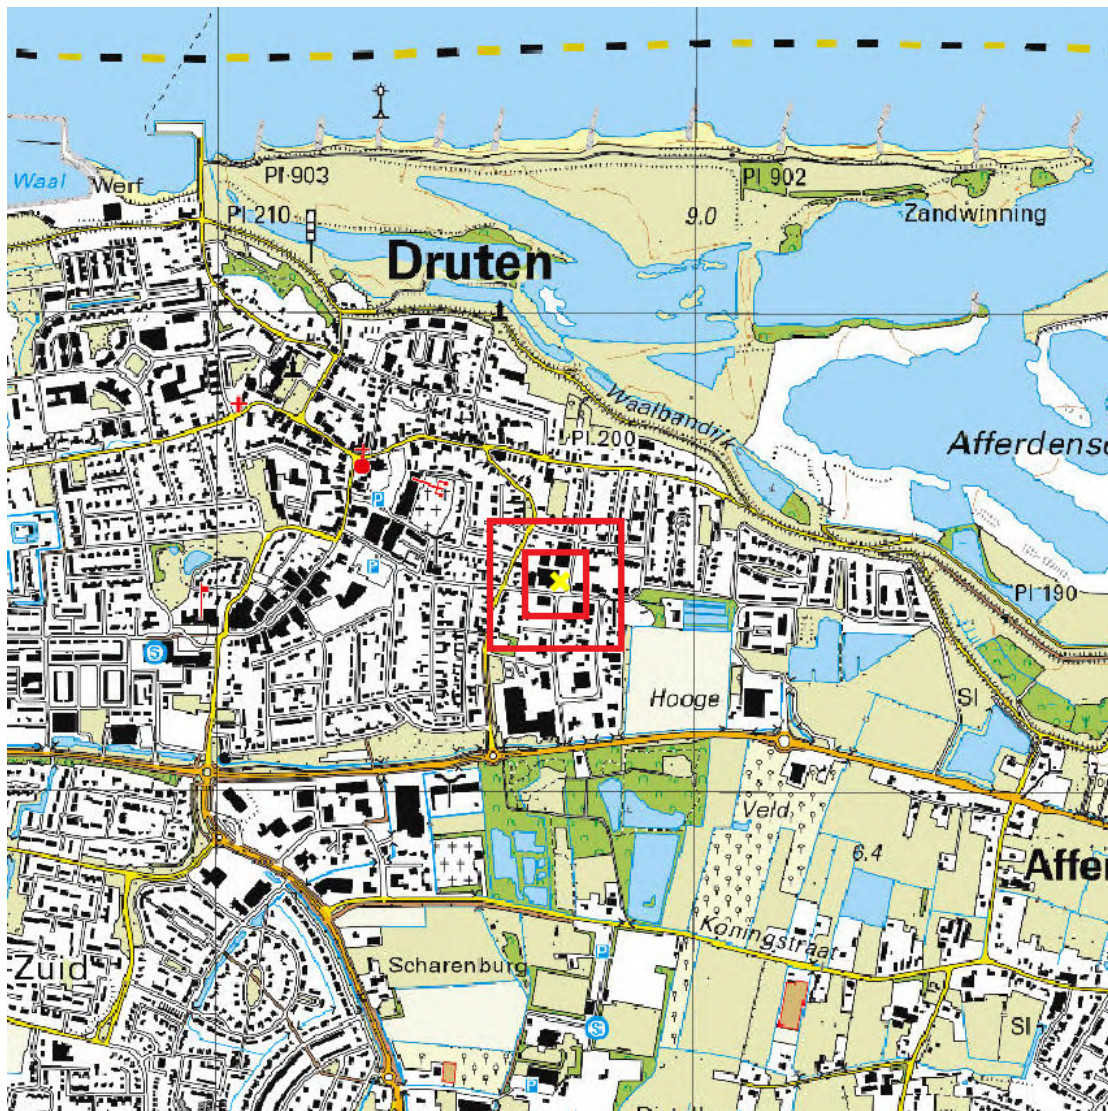 Waal
Werf
Pl 903
Pl 902
Pl 210
9.0
Zandwinning
Druten
Waalbandijk
Pl. 200
Afferdensc
P
P
Pl 190
S
Hooge
Sl
Veld
6.4
Affer
Koningstraat
Zuid
Scharenburg
P
S
Sl
P